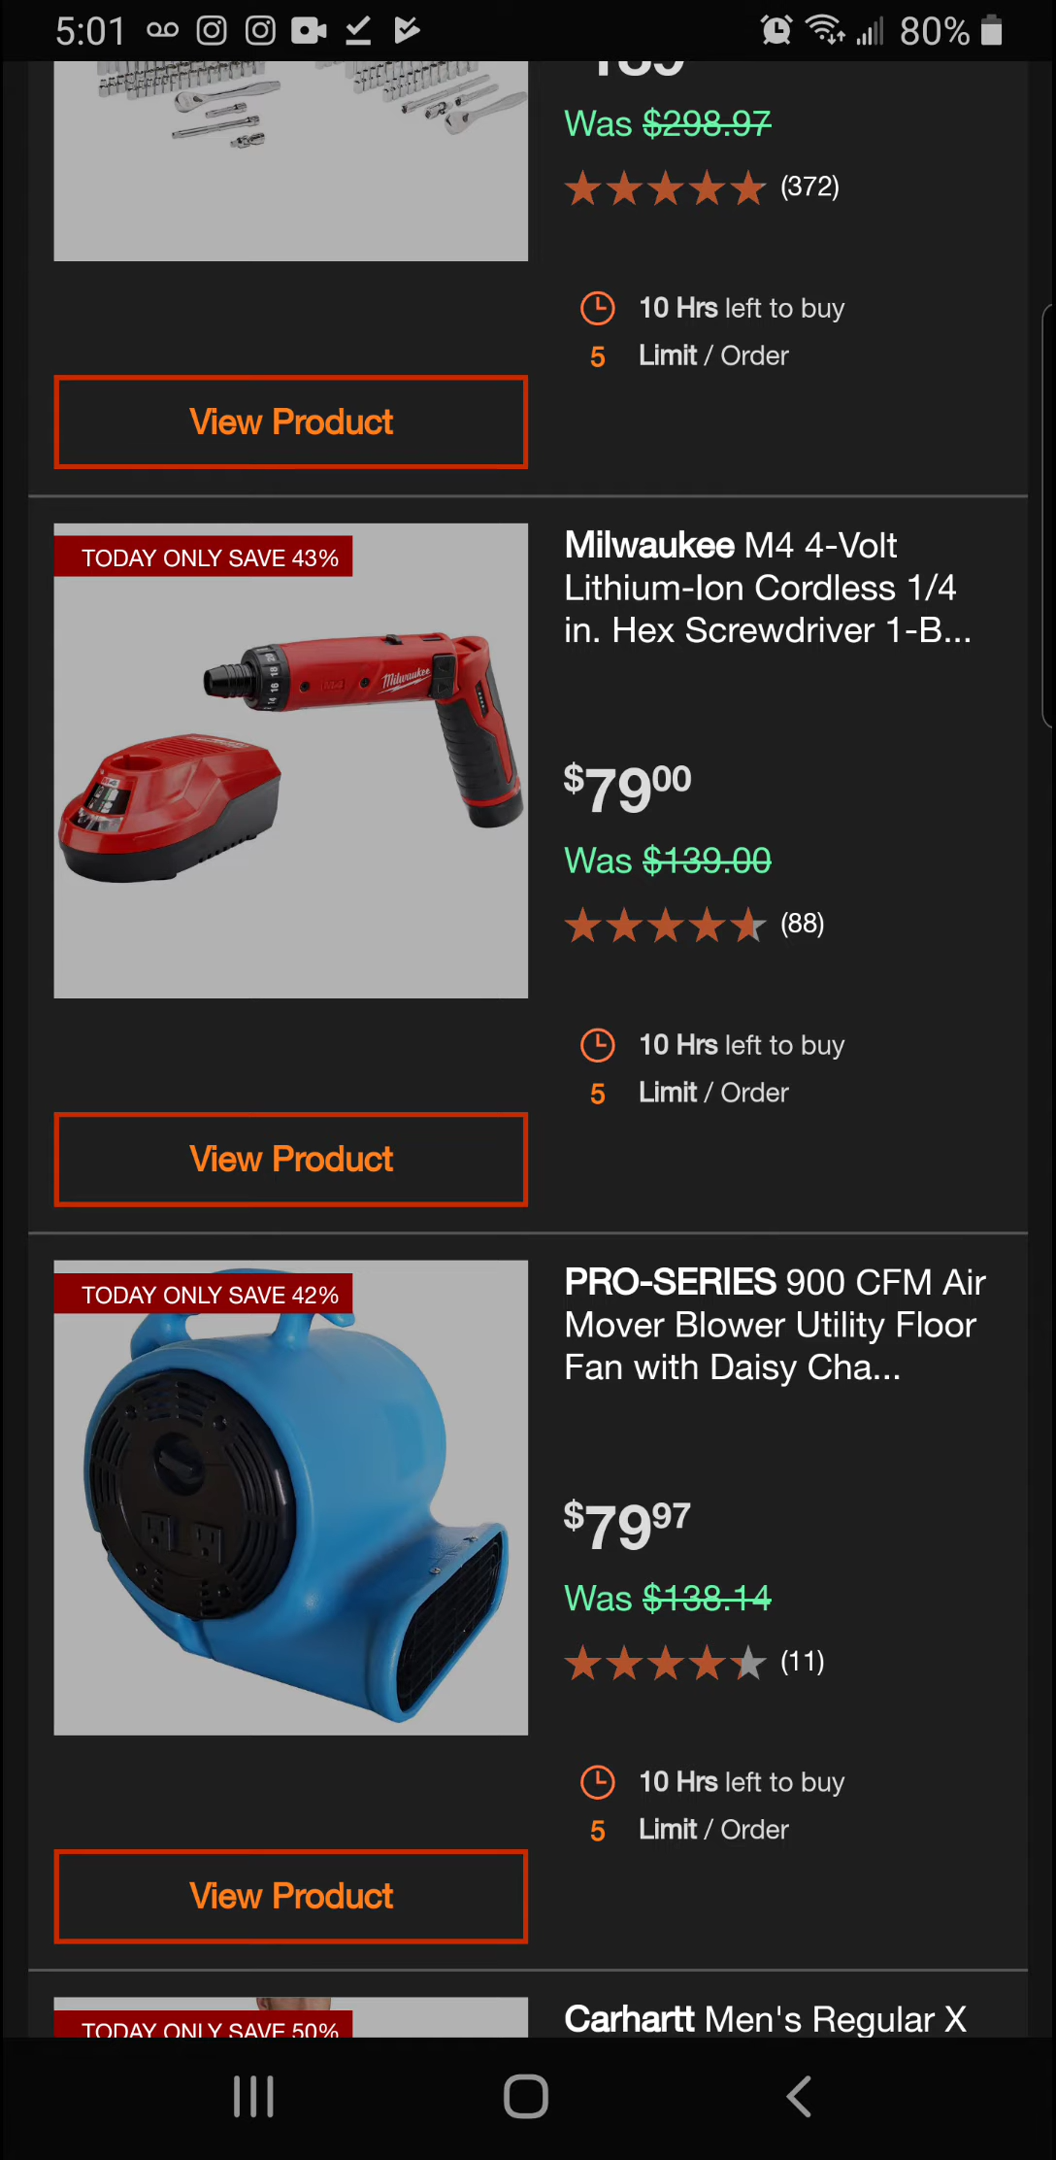 5:01
80%
Was $298.97
(372)
10 Hrs left to buy
5 Limit / Order
View Product
TODAY ONLY SAVE 43%
Milwaukee
Milwaukee M4 4-Volt
Lithium-Ion Cordless 1/4
in. Hex Screwdriver 1-B...
$7900
Was $139.00
(88)
10 Hrs left to buy
5 Limit / Order
View Product
TODAY ONLY SAVE 42%
PRO-SERIES 900 CFM Air
Mover Blower Utility Floor
Fan with Daisy Cha...
$7997
Was $138.14
(11)
10 Hrs left to buy
5 Limit / Order
View Product
TODAY ONLY SAVE 50%
Carhartt Men's Regular X